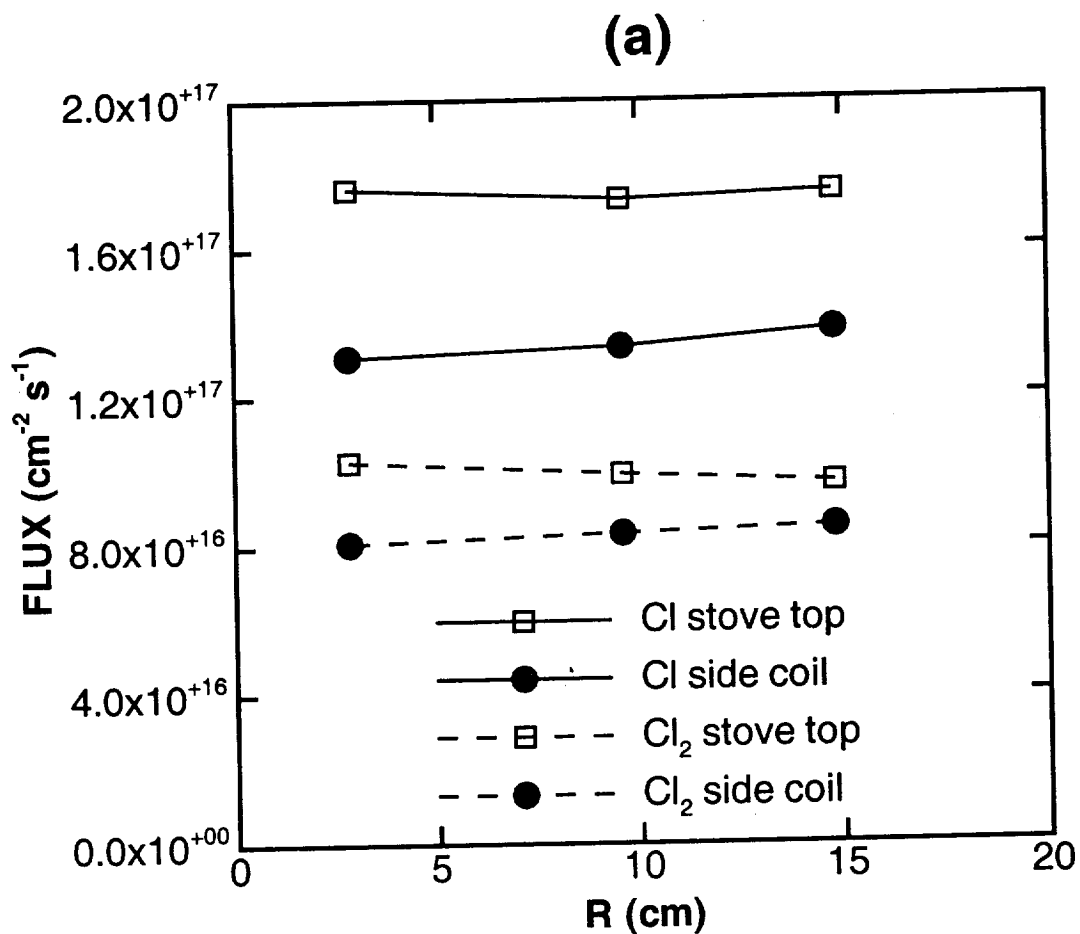 (a)
2.0x10⁺¹⁷
1.6x10⁺¹⁷
1.2x10⁺¹⁷
8.0x10⁺¹⁶
4.0x10⁺¹⁶
0.0x10⁺⁰⁰
FLUX (cm⁻² s⁻¹)
Cl stove top
Cl side coil
Cl₂ stove top
Cl₂ side coil
0 5 10 15 20
R (cm)